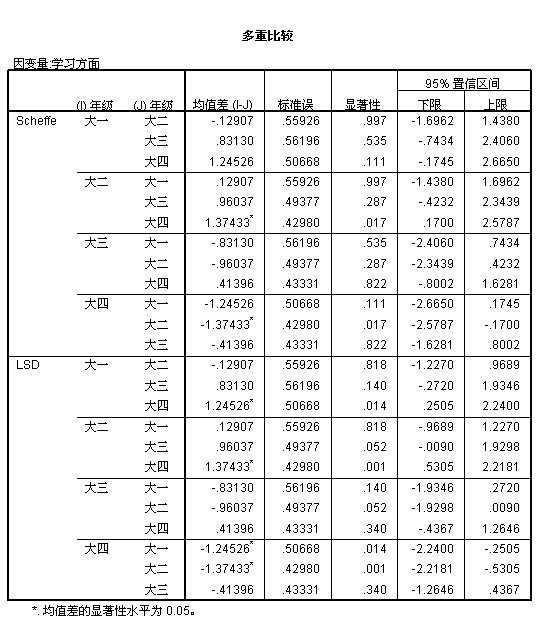 多重比较
因变量:学习方面
95% 置信区间
(I) 年级 (J) 年级 均值差 (I-J) 标准误 显著性 下限 上限
Scheffe 大一 大二 -.12907 .55926 .997 -1.6962 1.4380
大三 .83130 .56196 .535 -.7434 2.4060
大四 1.24526 .50668 .111 -.1745 2.6650
大二 大一 .12907 .55926 .997 -1.4380 1.6962
大三 .96037 .49377 .287 -.4232 2.3439
大四 1.37433* .42980 .017 .1700 2.5787
大三 大一 -.83130 .56196 .535 -2.4060 .7434
大二 -.96037 .49377 .287 -2.3439 .4232
大四 .41396 .43331 .822 -.8002 1.6281
大四 大一 -1.24526 .50668 .111 -2.6650 .1745
大二 -1.37433* .42980 .017 -2.5787 -.1700
大三 -.41396 .43331 .822 -1.6281 .8002
LSD 大一 大二 -.12907 .55926 .818 -1.2270 .9689
大三 .83130 .56196 .140 -.2720 1.9346
大四 1.24526* .50668 .014 .2505 2.2400
大二 大一 .12907 .55926 .818 -.9689 1.2270
大三 .96037 .49377 .052 -.0090 1.9298
大四 1.37433* .42980 .001 .5305 2.2181
大三 大一 -.83130 .56196 .140 -1.9346 .2720
大二 -.96037 .49377 .052 -1.9298 .0090
大四 .41396 .43331 .340 -.4367 1.2646
大四 大一 -1.24526* .50668 .014 -2.2400 -.2505
大二 -1.37433* .42980 .001 -2.2181 -.5305
大三 -.41396 .43331 .340 -1.2646 .4367
*. 均值差的显著性水平为 0.05。